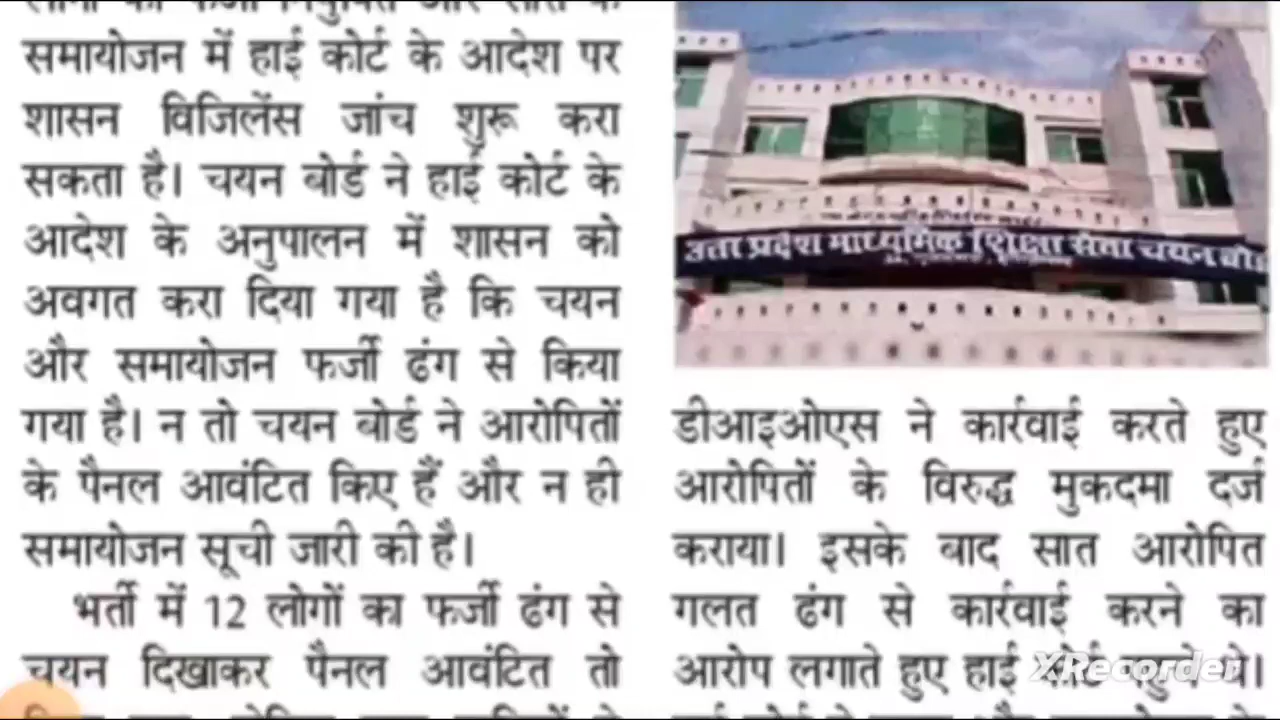 समायोजन में हाई कोर्ट के आदेश पर
शासन विजिलेंस जांच शुरू करा
सकता है। चयन बोर्ड ने हाई कोर्ट के
आदेश के अनुपालन में शासन को
अवगत करा दिया गया है कि चयन
और समायोजन फर्जी ढंग से किया
गया है। न तो चयन बोर्ड ने आरोपितों
के पैनल आवंटित किए हैं और न ही
समायोजन सूची जारी की है।
भर्ती में 12 लोगों का फर्जी ढंग से
चयन दिखाकर पैनल आवंटित तो
उत्तर प्रदेश माध्यमिक शिक्षा सेवा चयन बोर्ड
डीआइओएस ने कार्रवाई करते हुए
आरोपितों के विरुद्ध मुकदमा दर्ज
कराया। इसके बाद सात आरोपित
गलत ढंग से कार्रवाई करने का
आरोप लगाते हुए हाई कोर्ट पहुंचे थे।
XRecorder